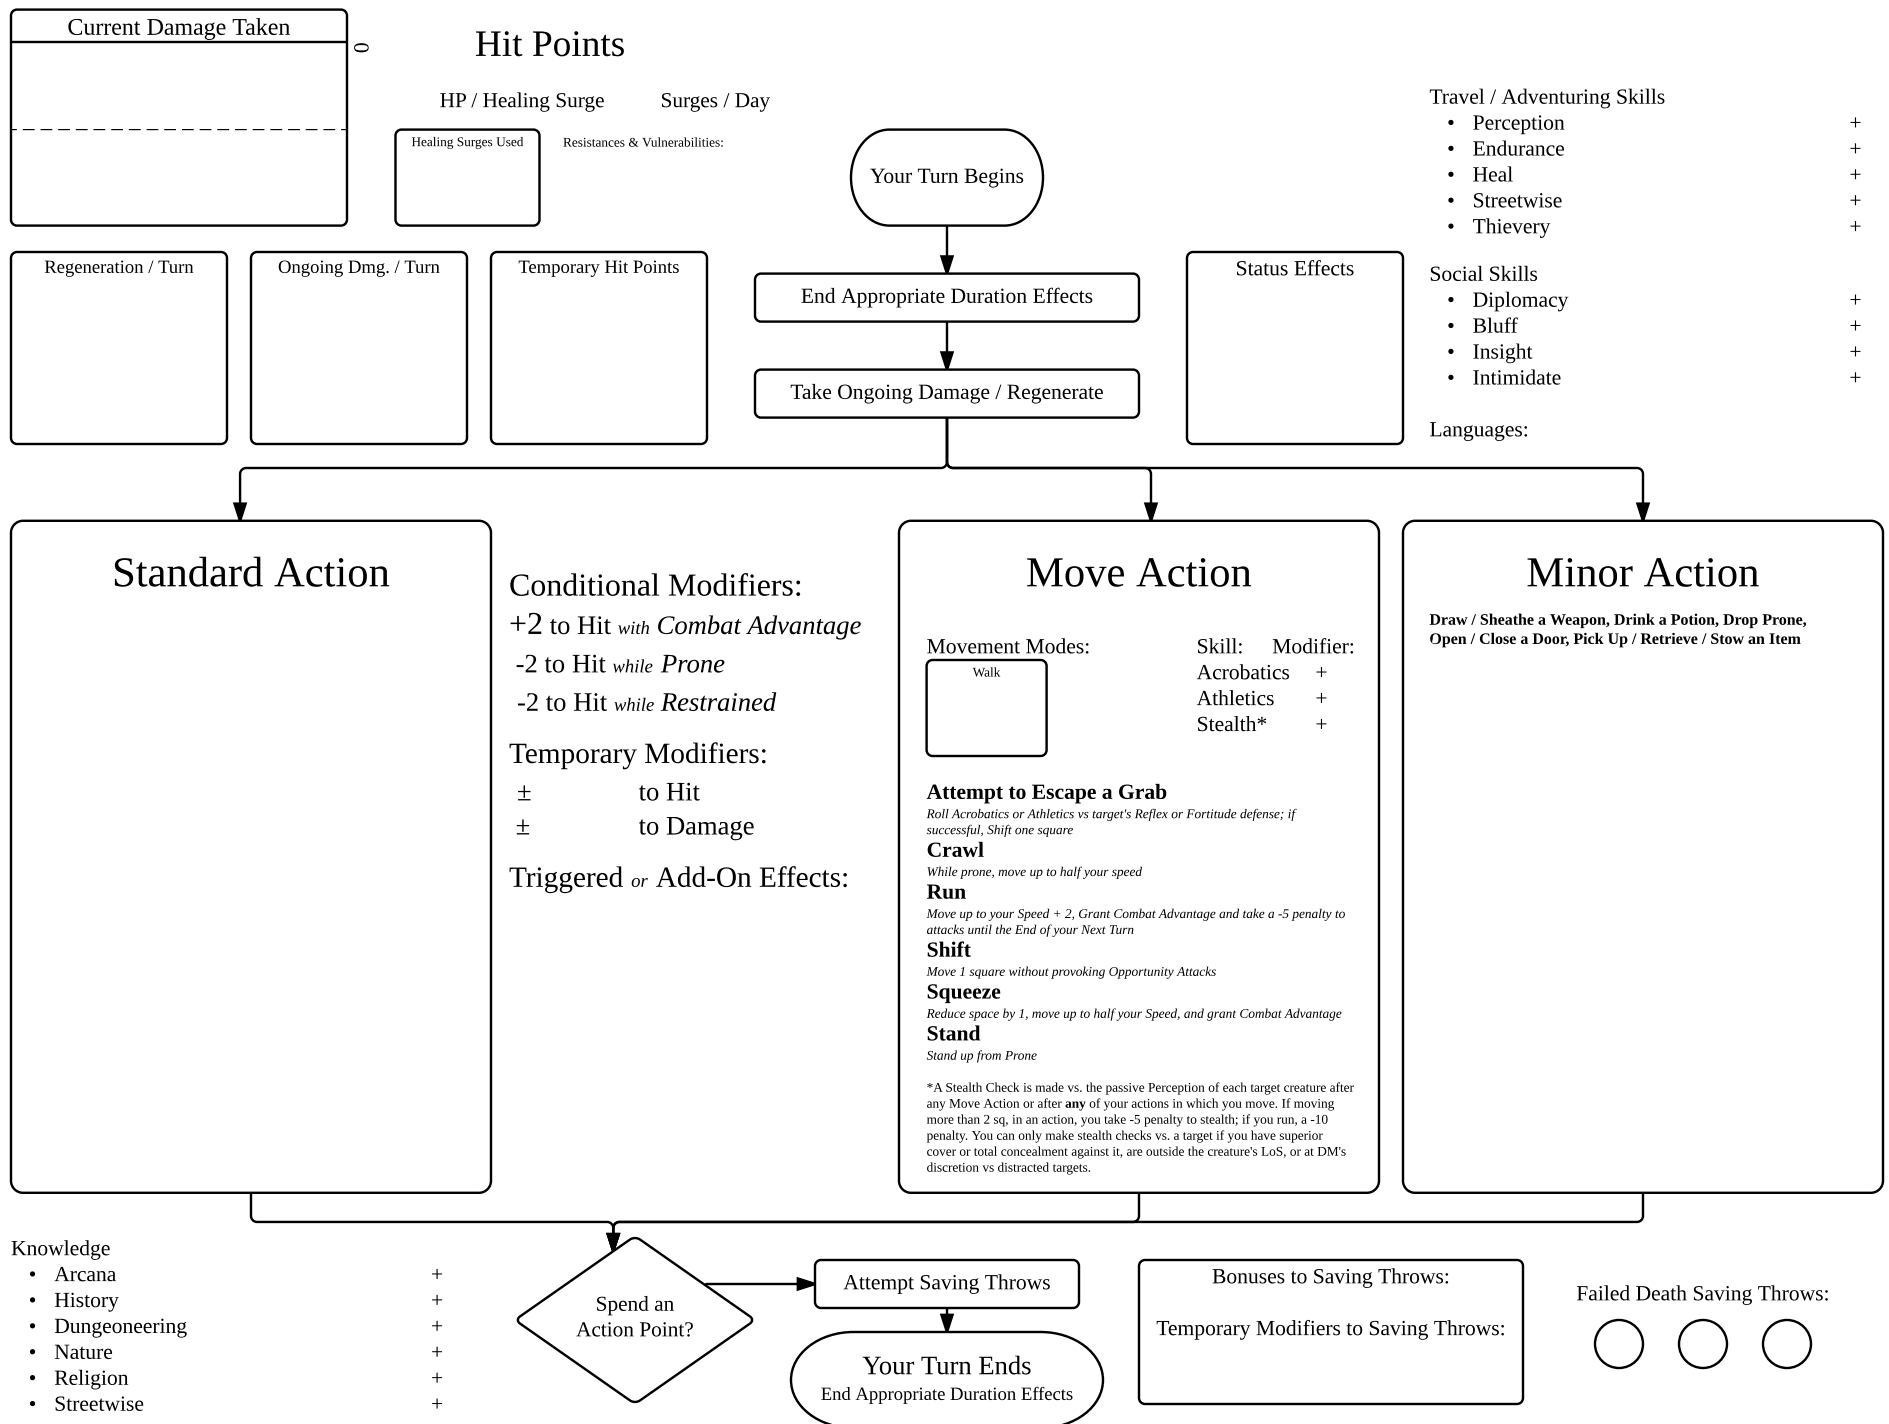 Current Damage Taken
0
Hit Points
HP / Healing Surge
Surges / Day
Healing Surges Used
Resistances & Vulnerabilities:
Your Turn Begins
Travel / Adventuring Skills
• Perception +
• Endurance +
• Heal +
• Streetwise +
• Thievery +
Regeneration / Turn
Ongoing Dmg. / Turn
Temporary Hit Points
End Appropriate Duration Effects
Take Ongoing Damage / Regenerate
Status Effects
Social Skills
• Diplomacy +
• Bluff +
• Insight +
• Intimidate +
Languages:
Standard Action
Conditional Modifiers:
+2 to Hit with Combat Advantage
-2 to Hit while Prone
-2 to Hit while Restrained
Temporary Modifiers:
± to Hit
± to Damage
Triggered or Add-On Effects:
Move Action
Movement Modes:
Walk
Skill: Modifier:
Acrobatics +
Athletics +
Stealth* +
Attempt to Escape a Grab
Roll Acrobatics or Athletics vs target's Reflex or Fortitude defense; if
successful, Shift one square
Crawl
While prone, move up to half your speed
Run
Move up to your Speed + 2, Grant Combat Advantage and take a -5 penalty to
attacks until the End of your Next Turn
Shift
Move 1 square without provoking Opportunity Attacks
Squeeze
Reduce space by 1, move up to half your Speed, and grant Combat Advantage
Stand
Stand up from Prone
*A Stealth Check is made vs. the passive Perception of each target creature after
any Move Action or after any of your actions in which you move. If moving
more than 2 sq, in an action, you take -5 penalty to stealth; if you run, a -10
penalty. You can only make stealth checks vs. a target if you have superior
cover or total concealment against it, are outside the creature's LoS, or at DM's
discretion vs distracted targets.
Minor Action
Draw / Sheathe a Weapon, Drink a Potion, Drop Prone,
Open / Close a Door, Pick Up / Retrieve / Stow an Item
Knowledge
• Arcana +
• History +
• Dungeoneering +
• Nature +
• Religion +
• Streetwise +
Spend an
Action Point?
Attempt Saving Throws
Your Turn Ends
End Appropriate Duration Effects
Bonuses to Saving Throws:
Temporary Modifiers to Saving Throws:
Failed Death Saving Throws: